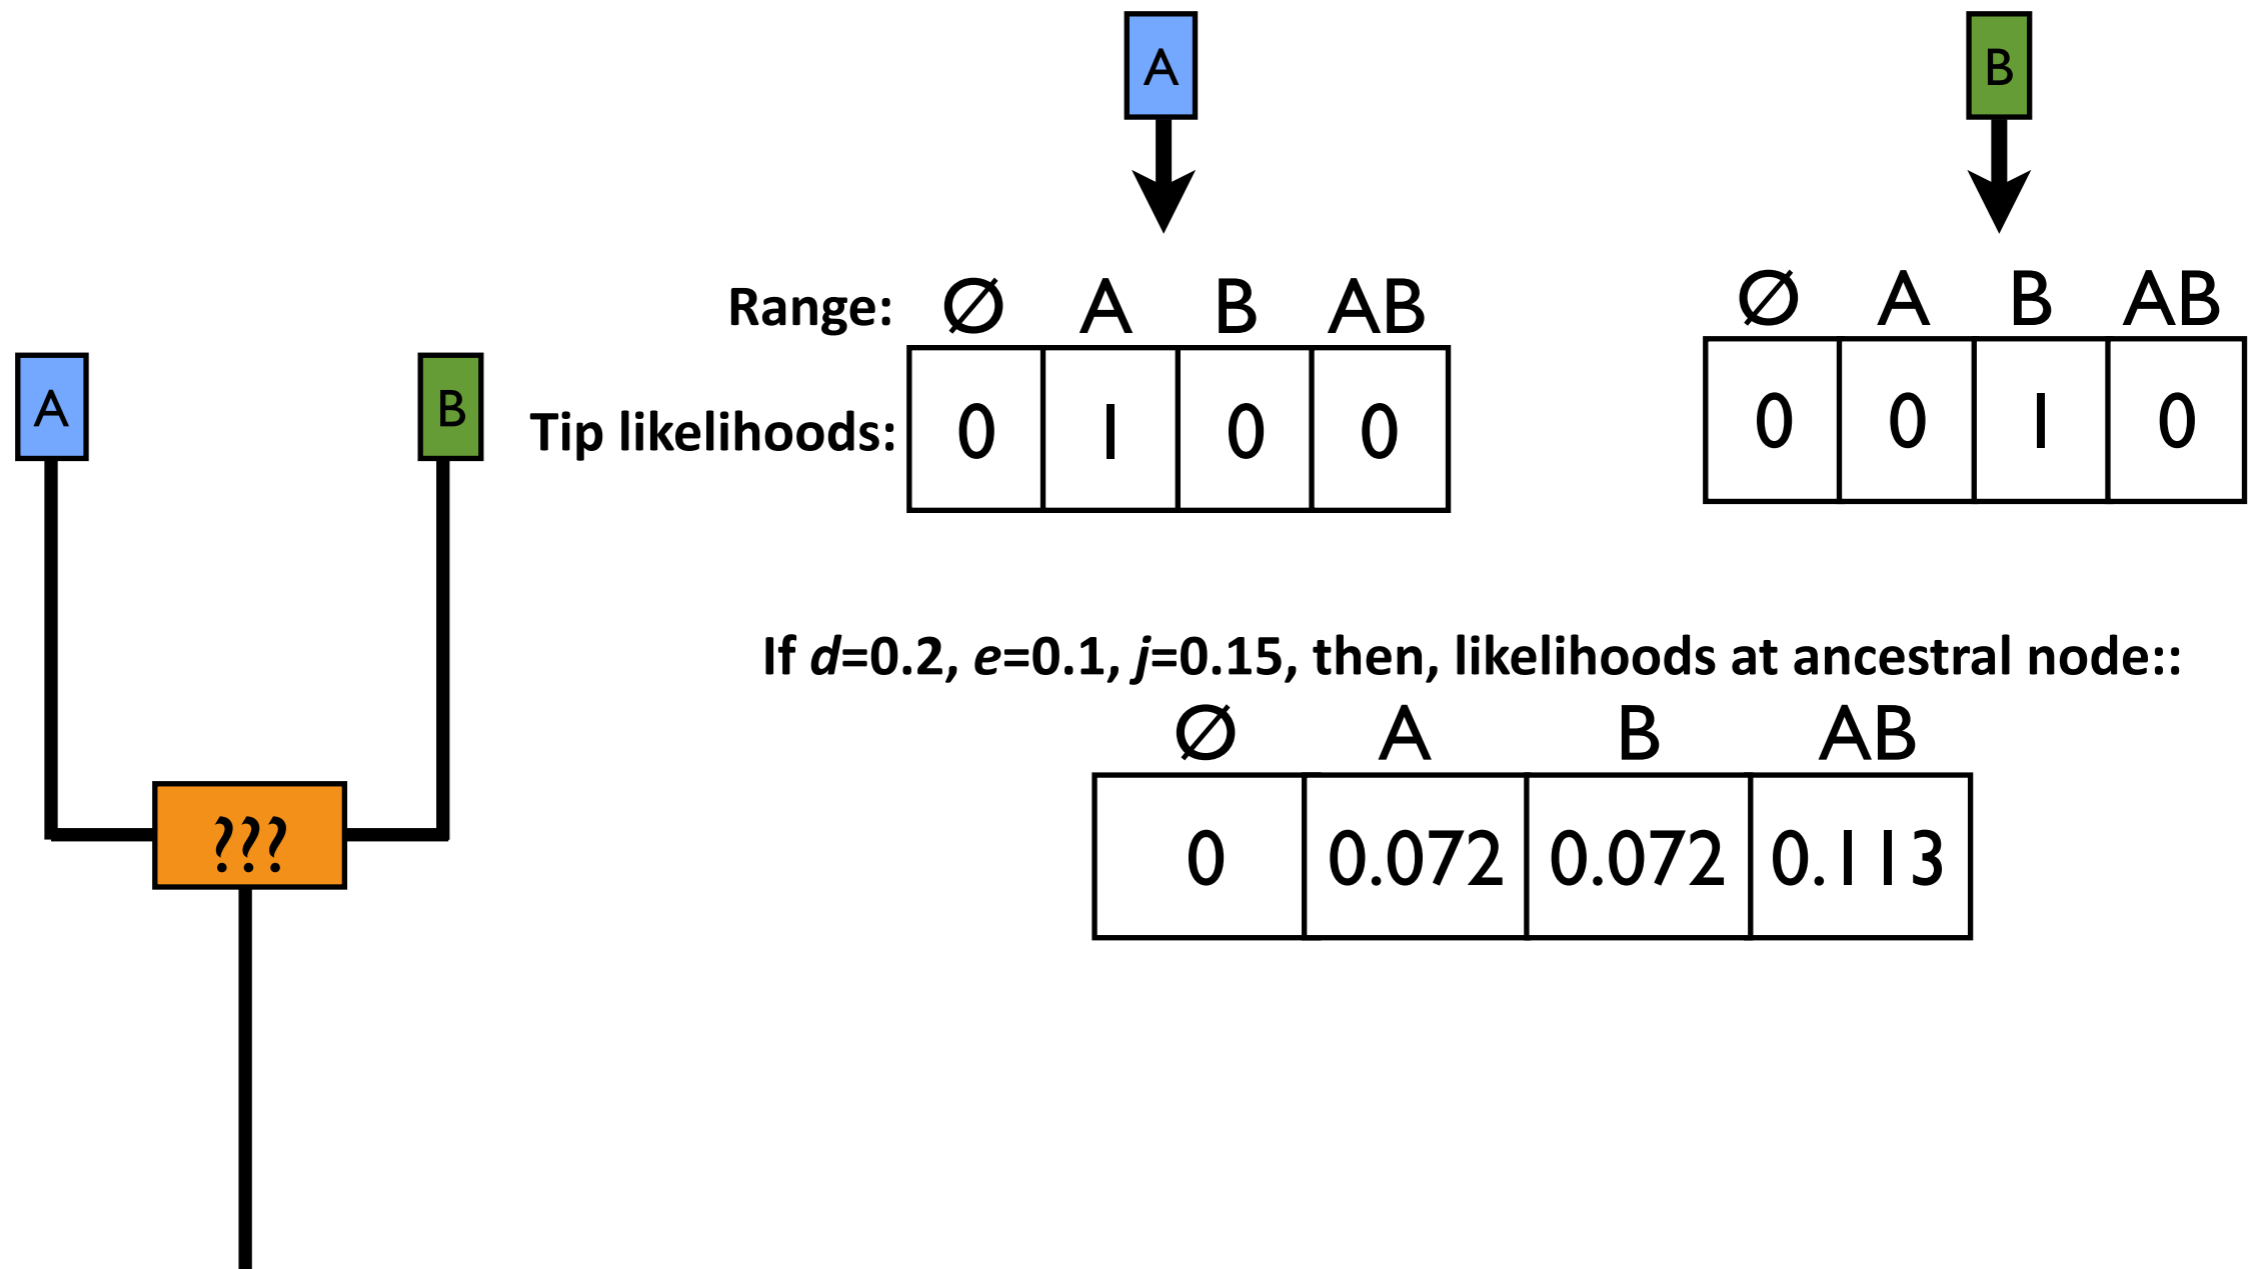 A B
Range: Ø A B AB Ø A B AB
A B Tip likelihoods: 0 1 0 0 0 0 1 0
If d=0.2, e=0.1, j=0.15, then, likelihoods at ancestral node::
Ø A B AB
??? 0 0.072 0.072 0.113